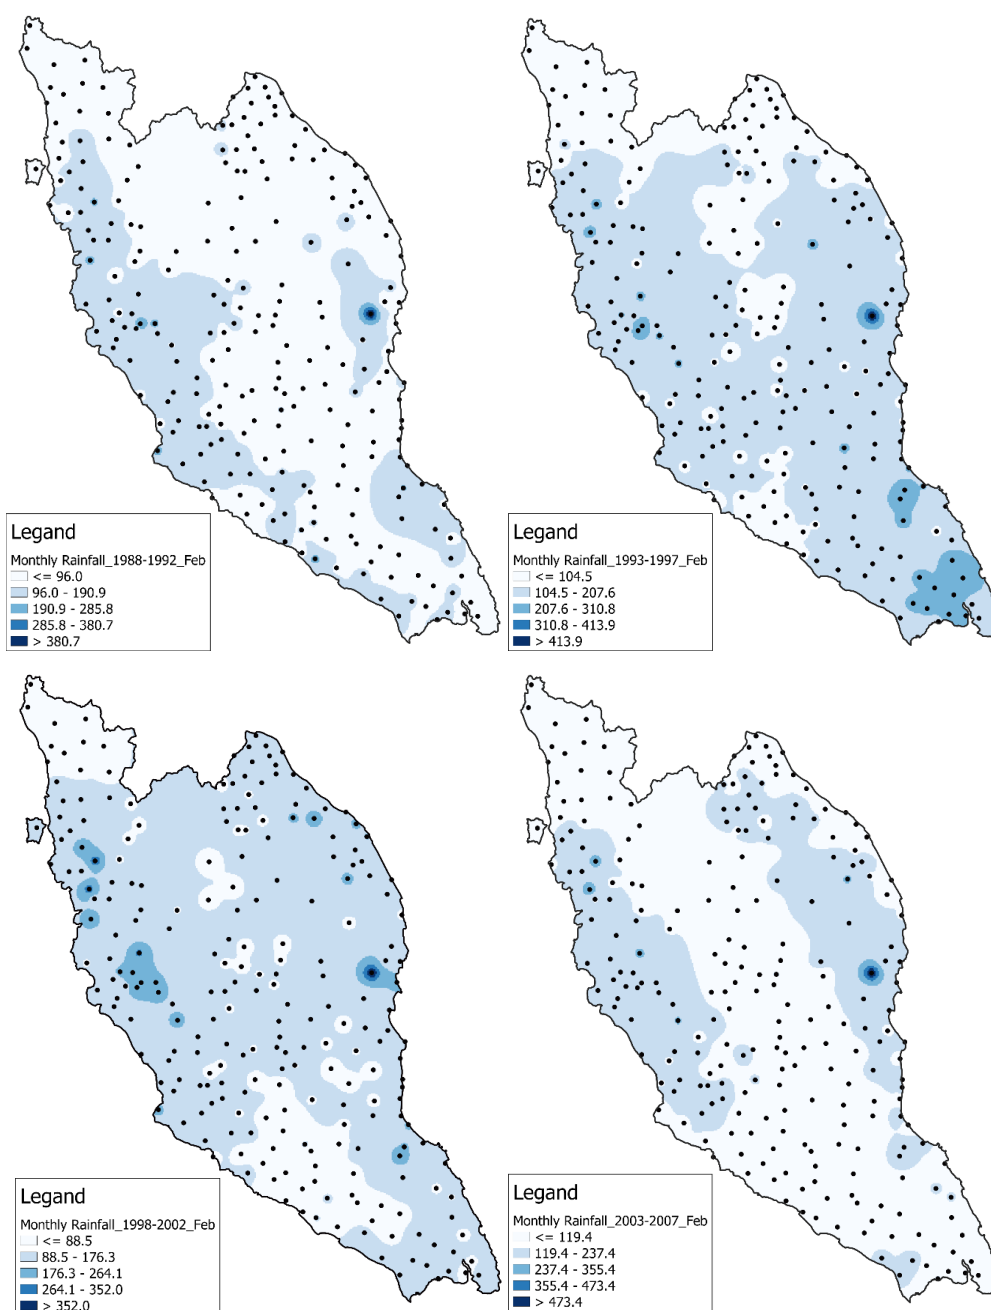 Legand
Monthly Rainfall_1988-1992_Feb
<= 96.0
96.0 - 190.9
190.9 - 285.8
285.8 - 380.7
> 380.7
Legand
Monthly Rainfall_1993-1997_Feb
<= 104.5
104.5 - 207.6
207.6 - 310.8
310.8 - 413.9
> 413.9
Legand
Monthly Rainfall_1998-2002_Feb
<= 88.5
88.5 - 176.3
176.3 - 264.1
264.1 - 352.0
> 352.0
Legand
Monthly Rainfall_2003-2007_Feb
<= 119.4
119.4 - 237.4
237.4 - 355.4
355.4 - 473.4
> 473.4